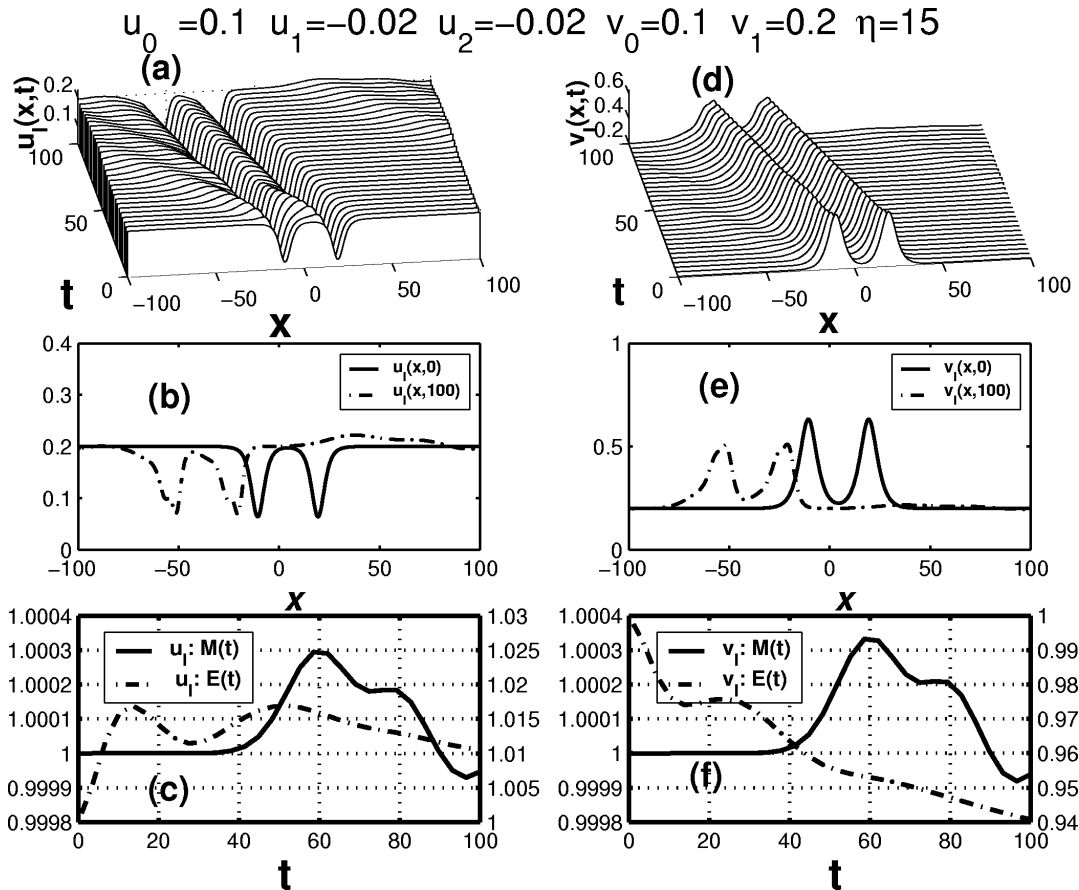 u0 =0.1 u1=−0.02 u2=−0.02 v0=0.1 v1=0.2 η=15
(a)
ul(x,t)
0.2
0.1
100
50
0
t
−100 −50 0 50 100
x
(d)
vl(x,t)
0.6
0.4
0.2
100
50
0
t
−100 −50 0 50 100
x
(b)
0.4
0.3
0.2
0.1
0
ul(x,0)
ul(x,100)
−100 −50 0 50 100
x
(e)
1
0.5
0
vl(x,0)
vl(x,100)
−100 −50 0 50 100
x
(c)
1.0004
1.0003
1.0002
1.0001
1
0.9999
0.9998
ul: M(t)
ul: E(t)
1.03
1.025
1.02
1.015
1.01
1.005
1
0 20 40 60 80 100
t
(f)
1.0004
1.0003
1.0002
1.0001
1
0.9999
0.9998
vl: M(t)
vl: E(t)
1
0.99
0.98
0.97
0.96
0.95
0.94
0 20 40 60 80 100
t